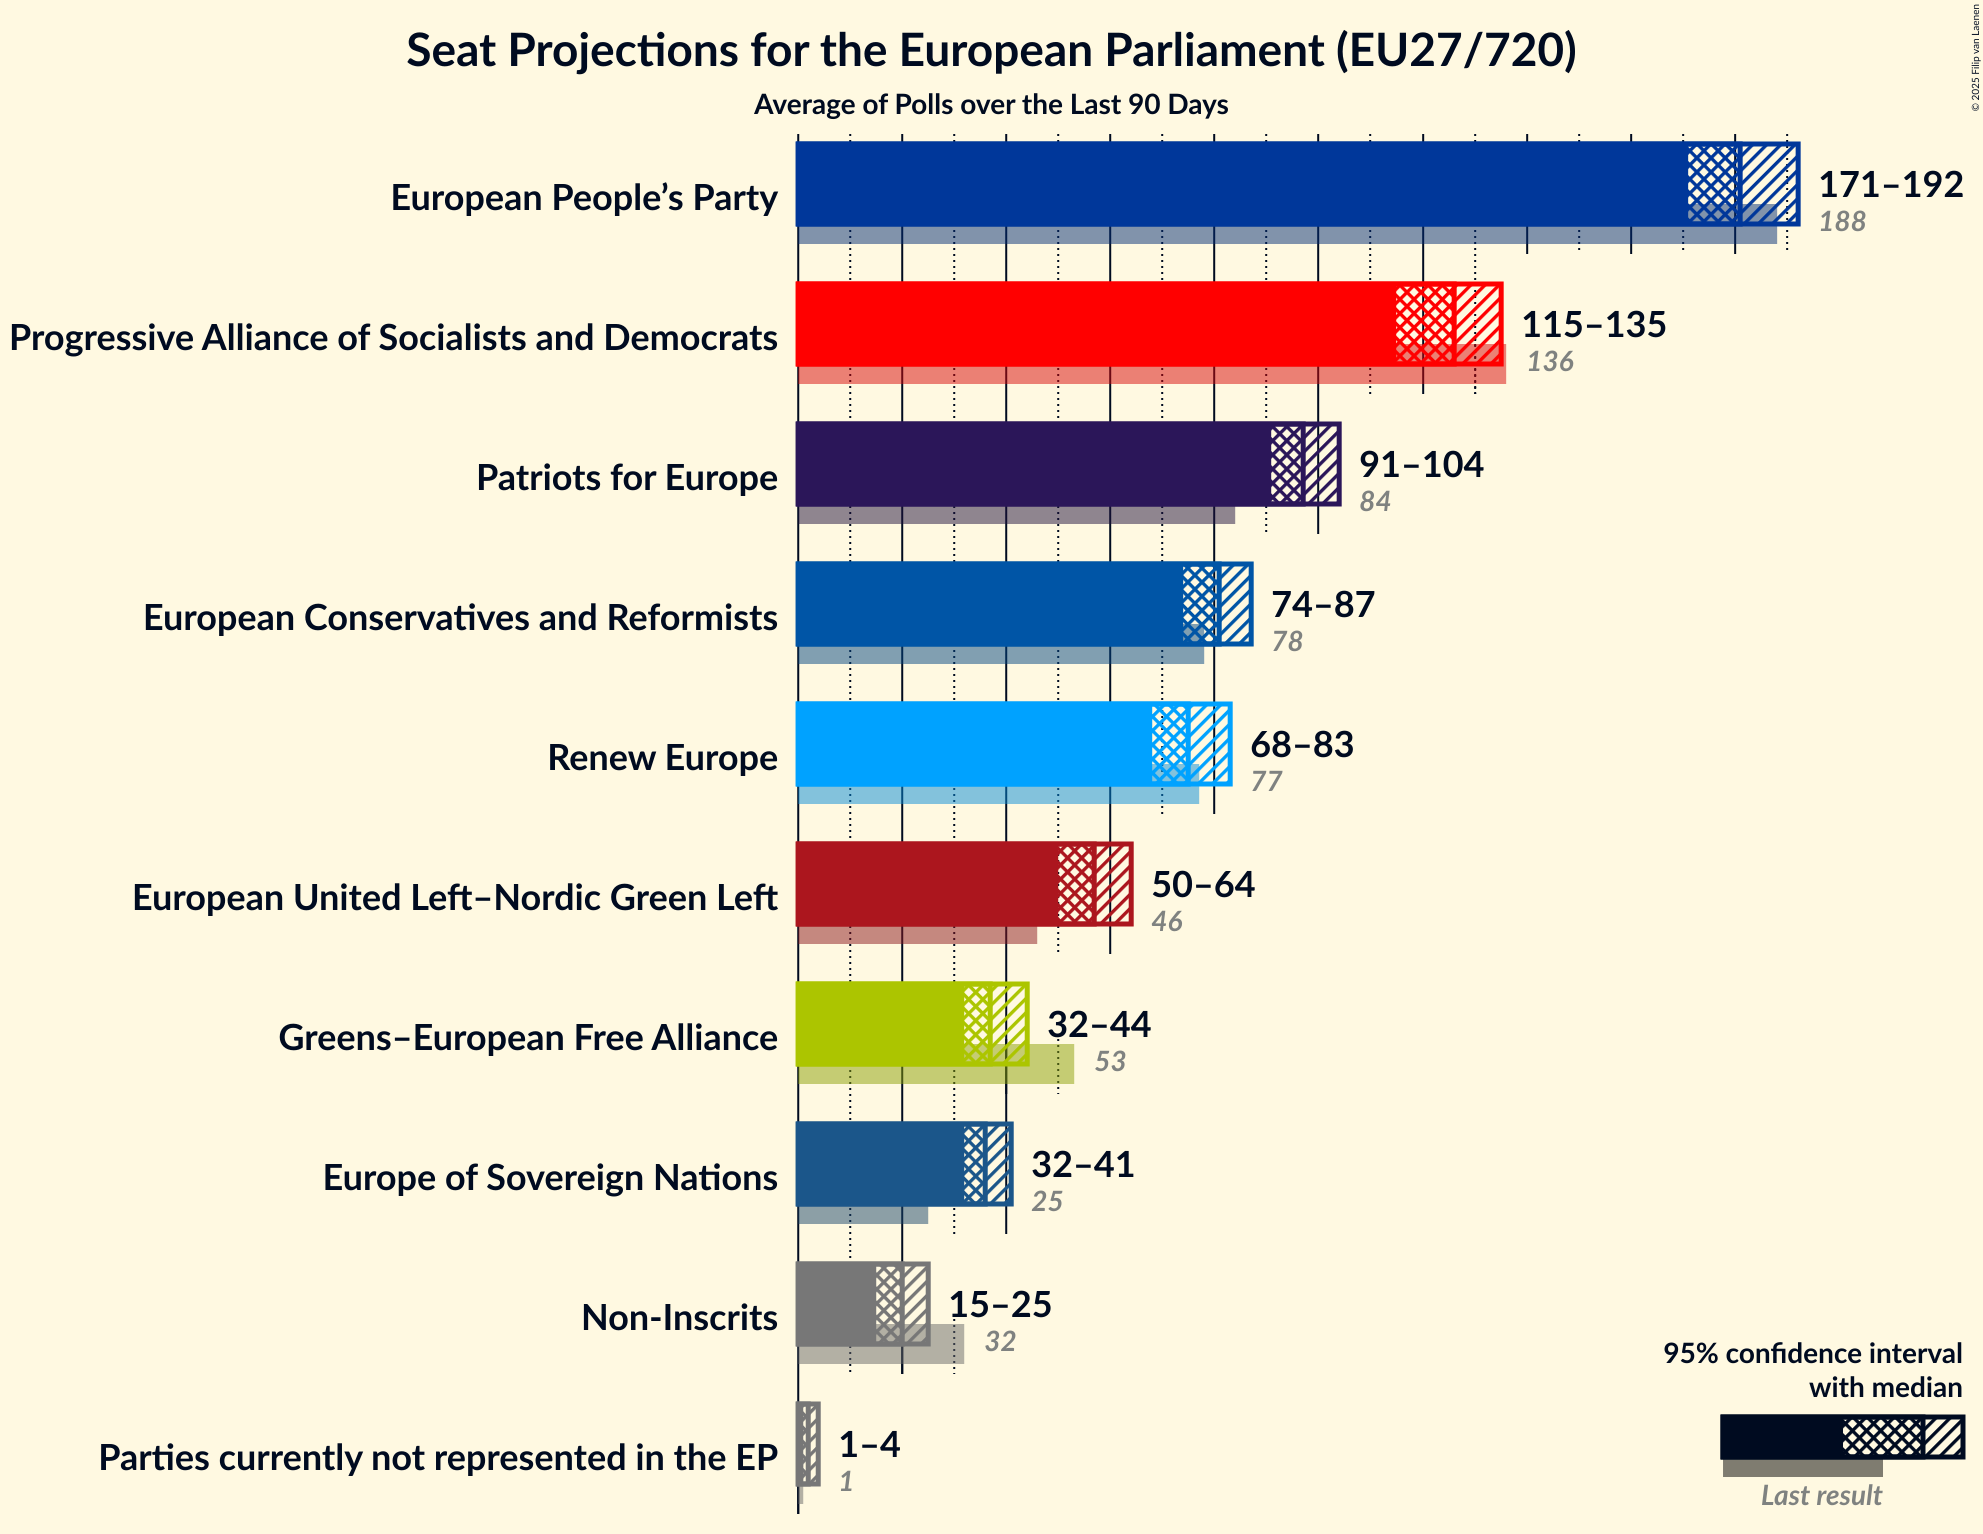 Seat Projections for the European Parliament (EU27/720)
Average of Polls over the Last 90 Days
© 2025 Filip van Laenen
European People’s Party
171–192
188
Progressive Alliance of Socialists and Democrats
115–135
136
Patriots for Europe
91–104
84
European Conservatives and Reformists
74–87
78
Renew Europe
68–83
77
European United Left–Nordic Green Left
50–64
46
Greens–European Free Alliance
32–44
53
Europe of Sovereign Nations
32–41
25
Non-Inscrits
15–25
32
Parties currently not represented in the EP
1–4
1
95% confidence interval
with median
Last result